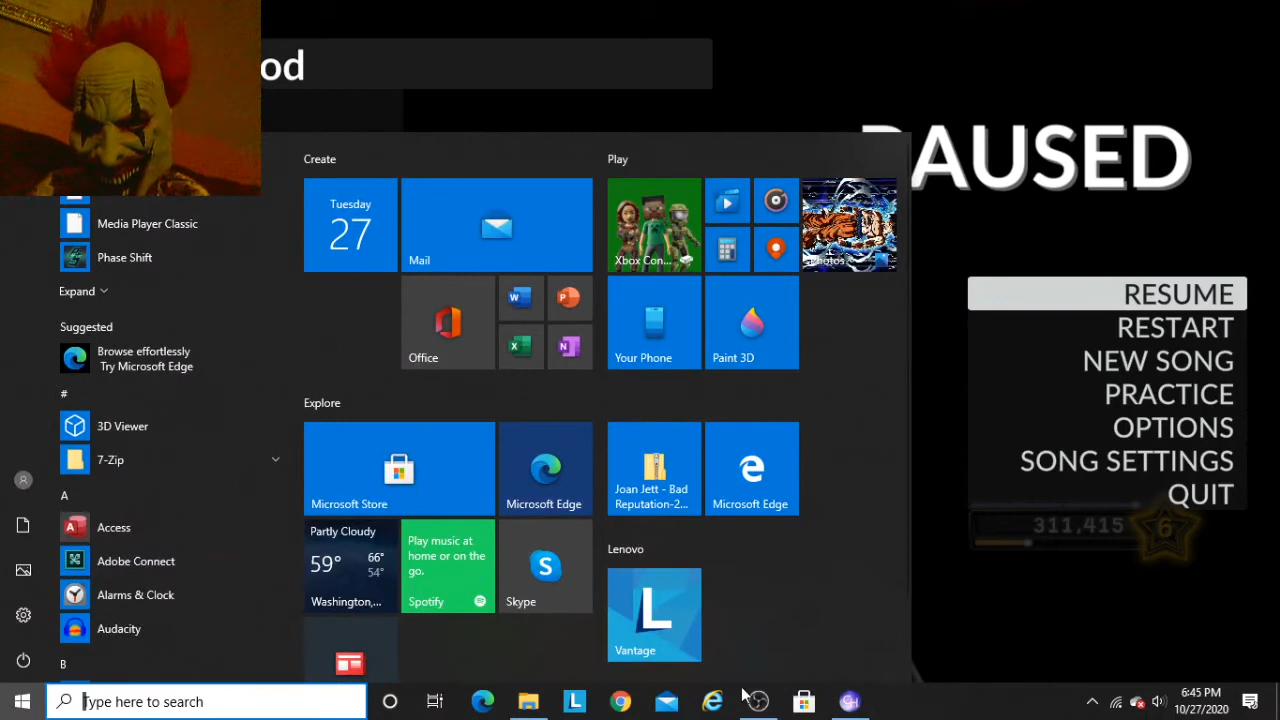 od
PAUSED
Create
Play
Tuesday
27
Mail
Xbox Con...
Photos
Media Player Classic
Phase Shift
Expand
Office
Your Phone
Paint 3D
RESUME
RESTART
NEW SONG
PRACTICE
OPTIONS
SONG SETTINGS
QUIT
311,415
6
Suggested
Browse effortlessly
Try Microsoft Edge
#
3D Viewer
7-Zip
A
Access
Adobe Connect
Alarms & Clock
Audacity
B
Explore
Microsoft Store
Microsoft Edge
Joan Jett - Bad
Reputation-2...
Microsoft Edge
Partly Cloudy
59°
66°
54°
Washington,...
Play music at
home or on the
go.
Spotify
Skype
Lenovo
Vantage
Type here to search
6:45 PM
10/27/2020